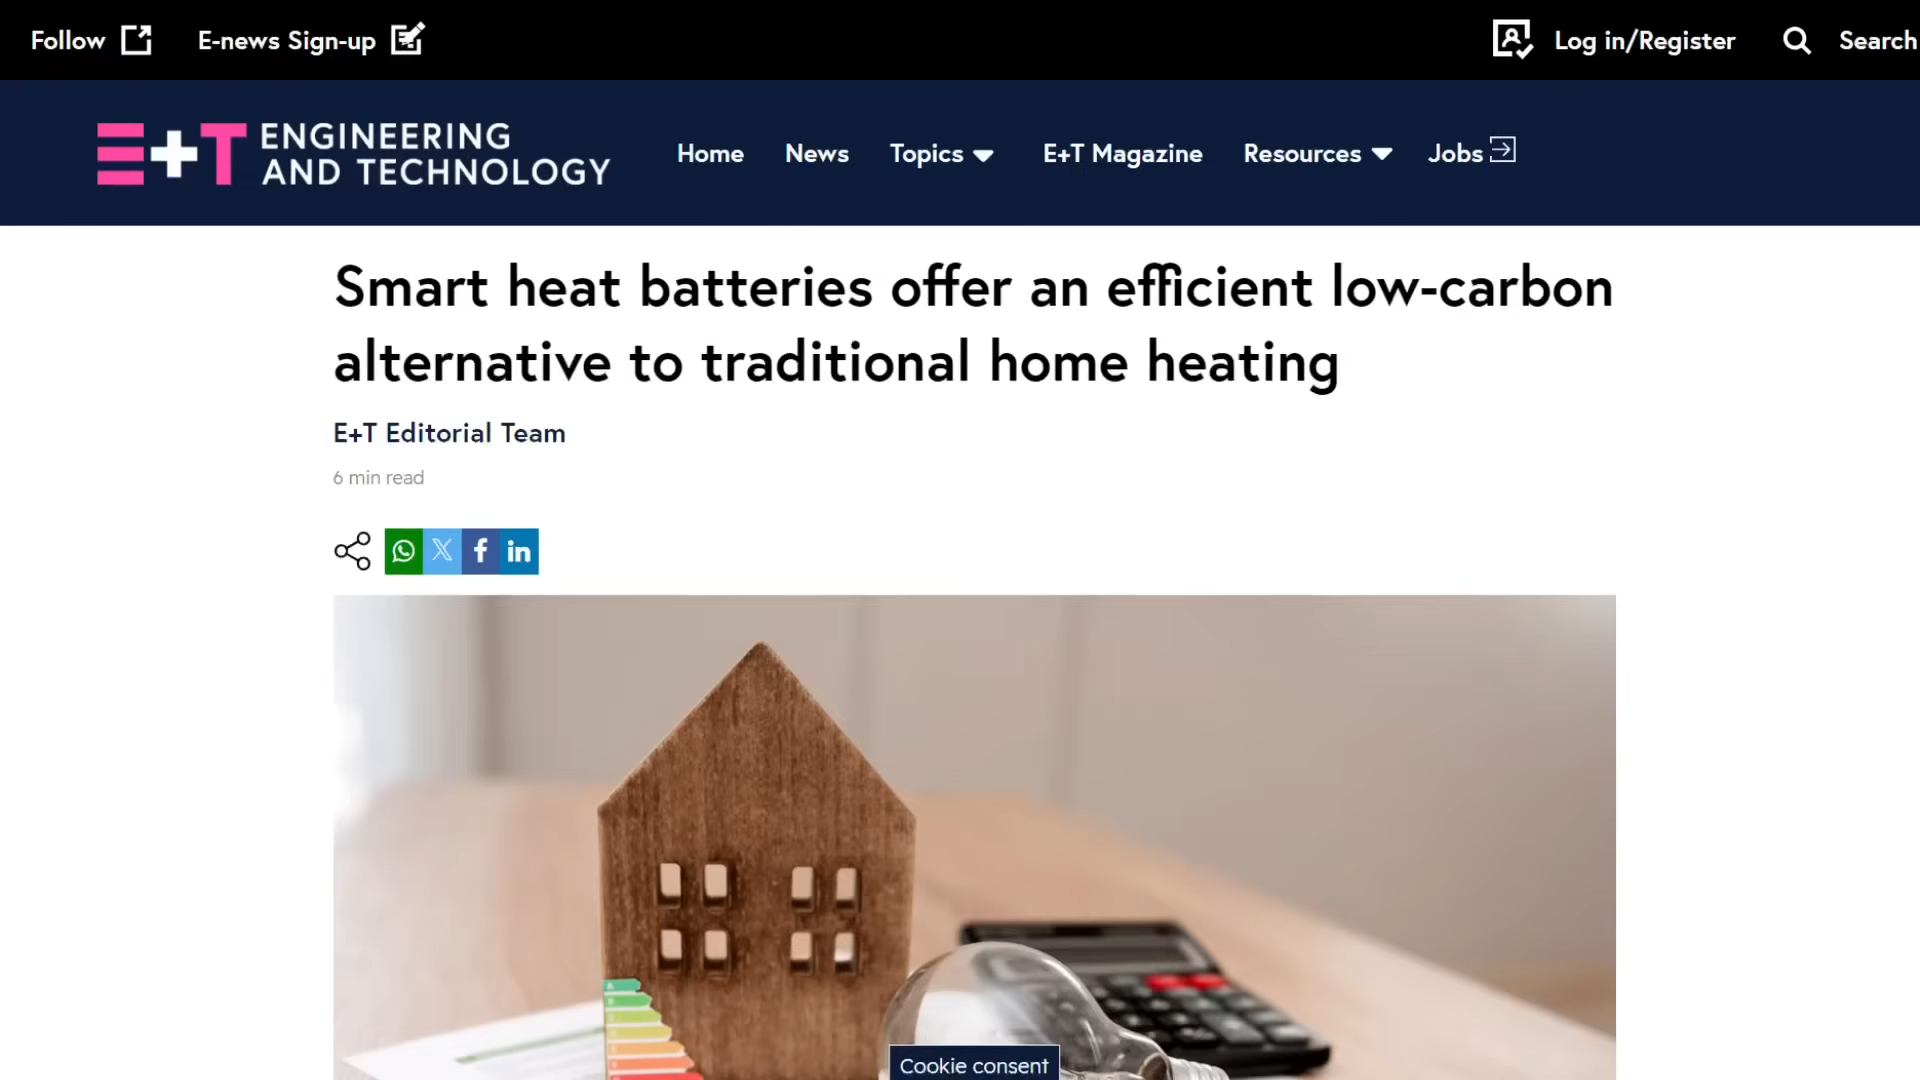 Follow
E-news Sign-up
Log in/Register
Search
E+T ENGINEERING
AND TECHNOLOGY
Home
News
Topics
E+T Magazine
Resources
Jobs
Smart heat batteries offer an efficient low-carbon
alternative to traditional home heating
E+T Editorial Team
6 min read
Cookie consent